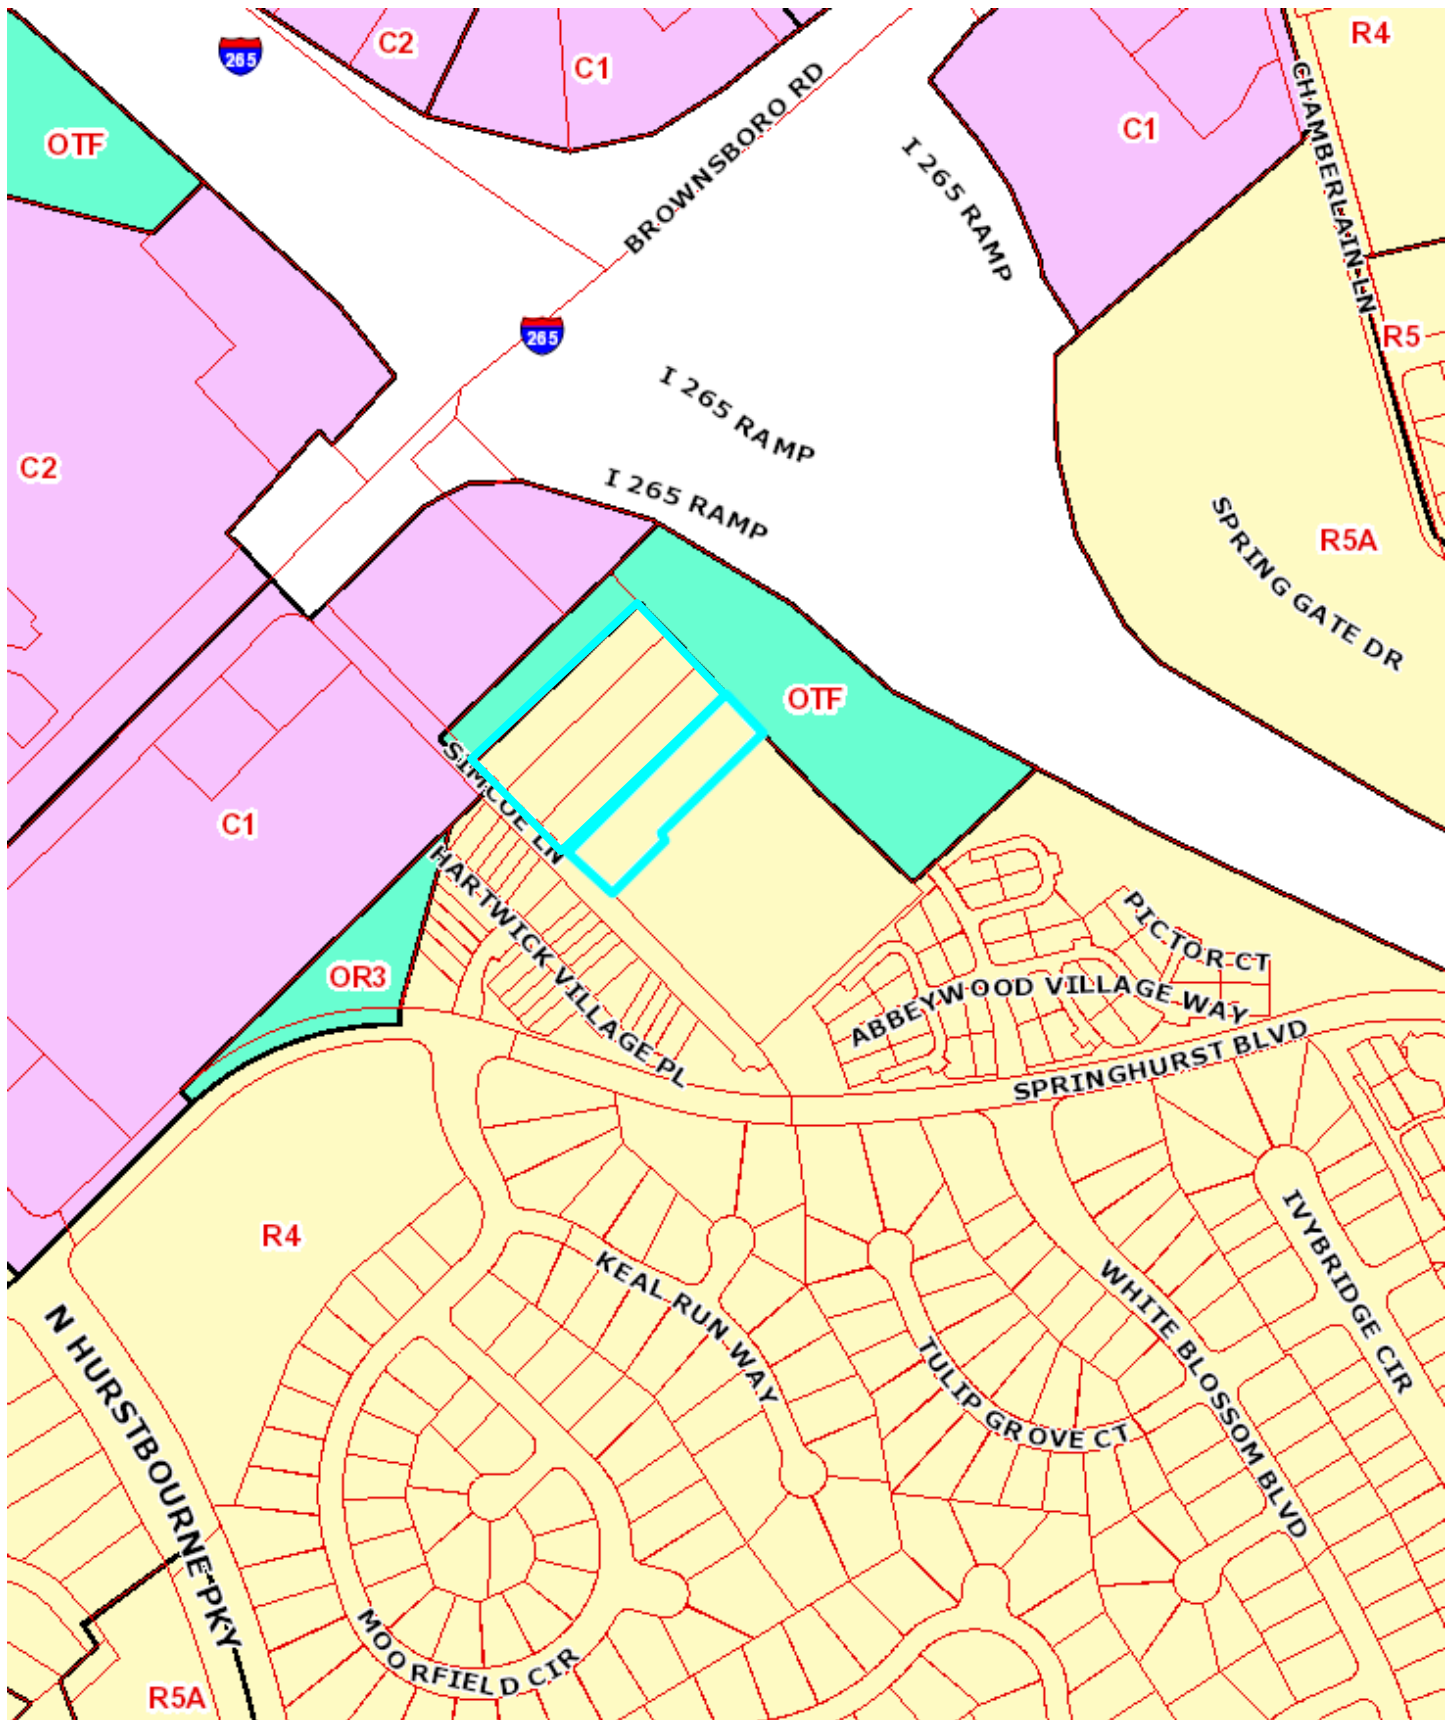 265
C2
C1
R4
OTF
BROWNSBORO RD
C1
CHAMBERLAIN LN
I 265 RAMP
265
R5
I 265 RAMP
C2
I 265 RAMP
SPRING GATE DR
R5A
OTF
SIMCOE LN
C1
HARTWICK VILLAGE PL
PICTOR CT
OR3
ABBEYWOOD VILLAGE WAY
SPRINGHURST BLVD
R4
IVYBRIDGE CIR
KEAL RUN WAY
WHITE BLOSSOM BLVD
N HURSTBOURNE PKY
TULIP GROVE CT
MOORFIELD CIR
R5A